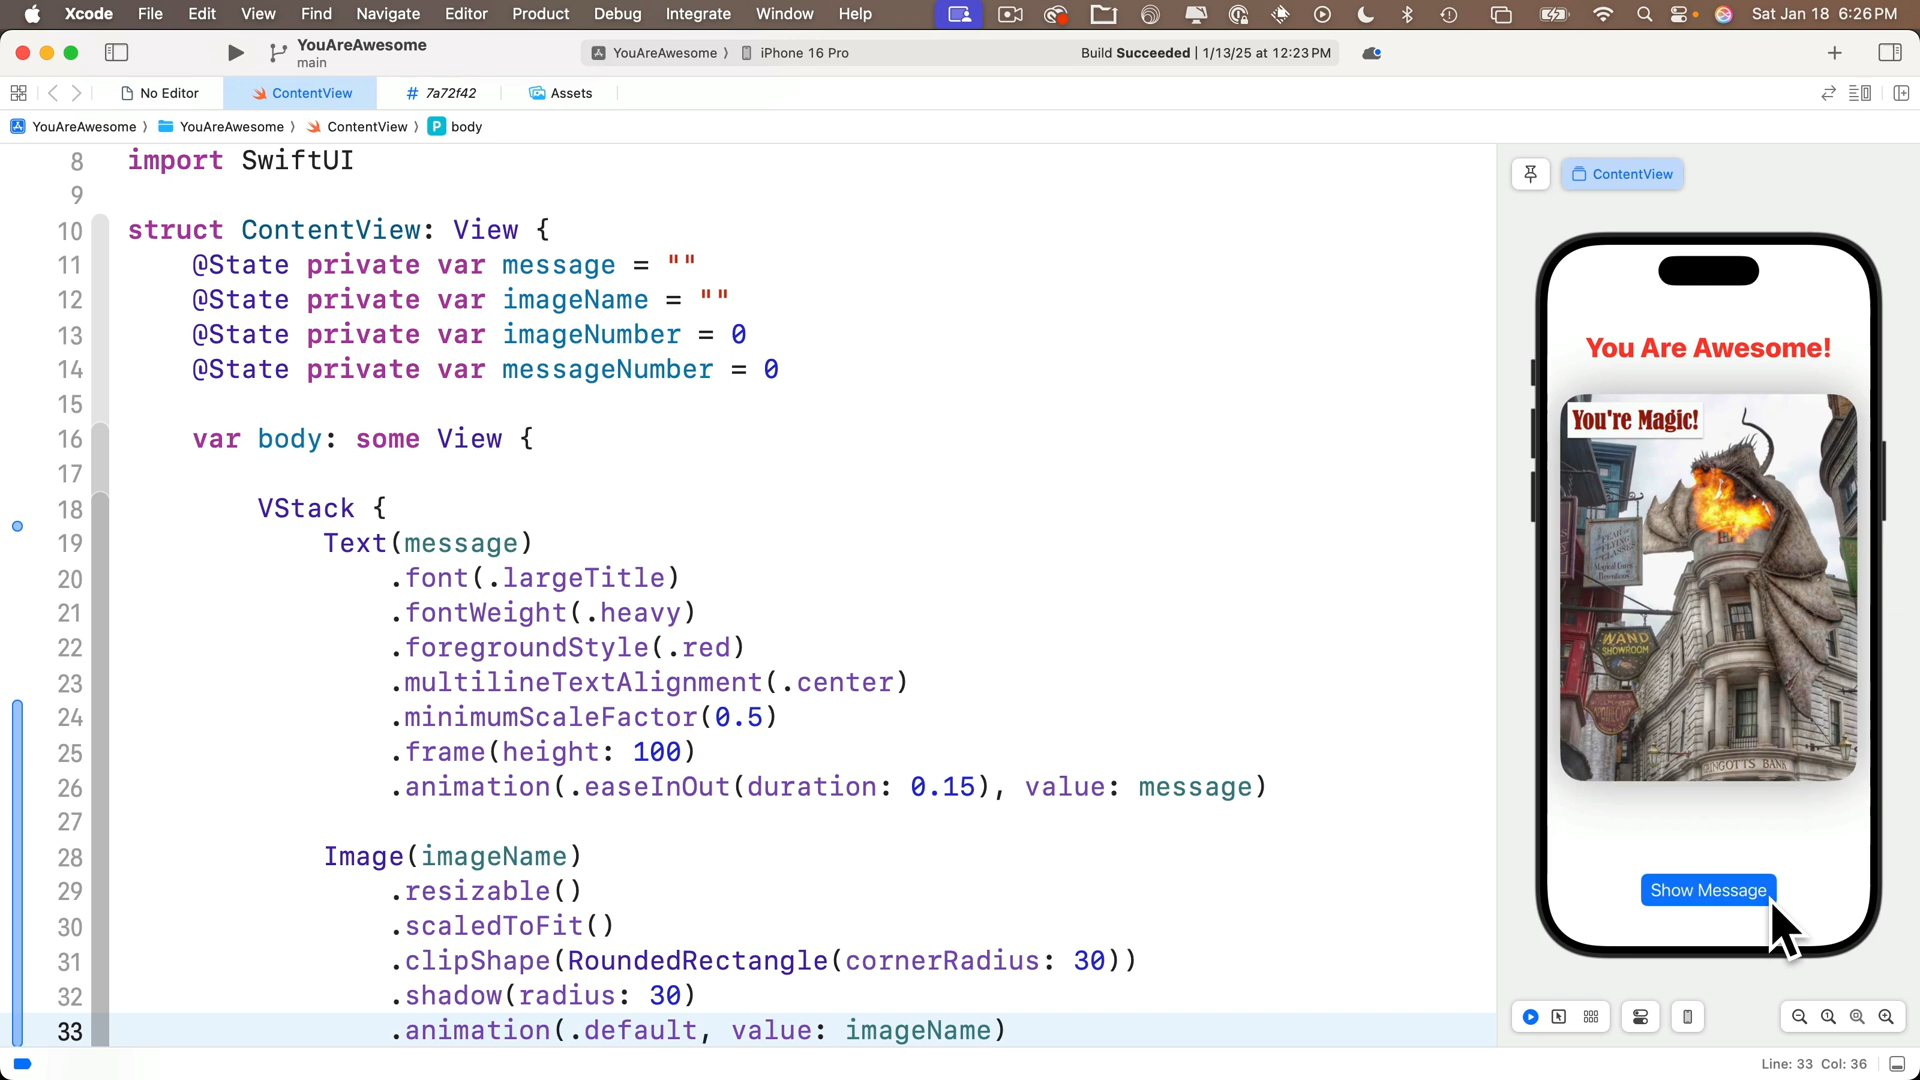 Xcode File Edit View Find Navigate Editor Product Debug Integrate Window Help Sat Jan 18 6:26 PM
YouAreAwesome
main
YouAreAwesome ⟩ iPhone 16 Pro Build Succeeded | 1/13/25 at 12:23 PM
No Editor ContentView # 7a72f42 Assets
YouAreAwesome ⟩ YouAreAwesome ⟩ ContentView ⟩ P body
8 import SwiftUI
9
10 struct ContentView: View {
11 @State private var message = ""
12 @State private var imageName = ""
13 @State private var imageNumber = 0
14 @State private var messageNumber = 0
15
16 var body: some View {
17
18 VStack {
19 Text(message)
20 .font(.largeTitle)
21 .fontWeight(.heavy)
22 .foregroundStyle(.red)
23 .multilineTextAlignment(.center)
24 .minimumScaleFactor(0.5)
25 .frame(height: 100)
26 .animation(.easeInOut(duration: 0.15), value: message)
27
28 Image(imageName)
29 .resizable()
30 .scaledToFit()
31 .clipShape(RoundedRectangle(cornerRadius: 30))
32 .shadow(radius: 30)
33 .animation(.default, value: imageName)
ContentView
You Are Awesome!
You're Magic!
WAND
SHOWROOM
BANK
Show Message
Line: 33 Col: 36